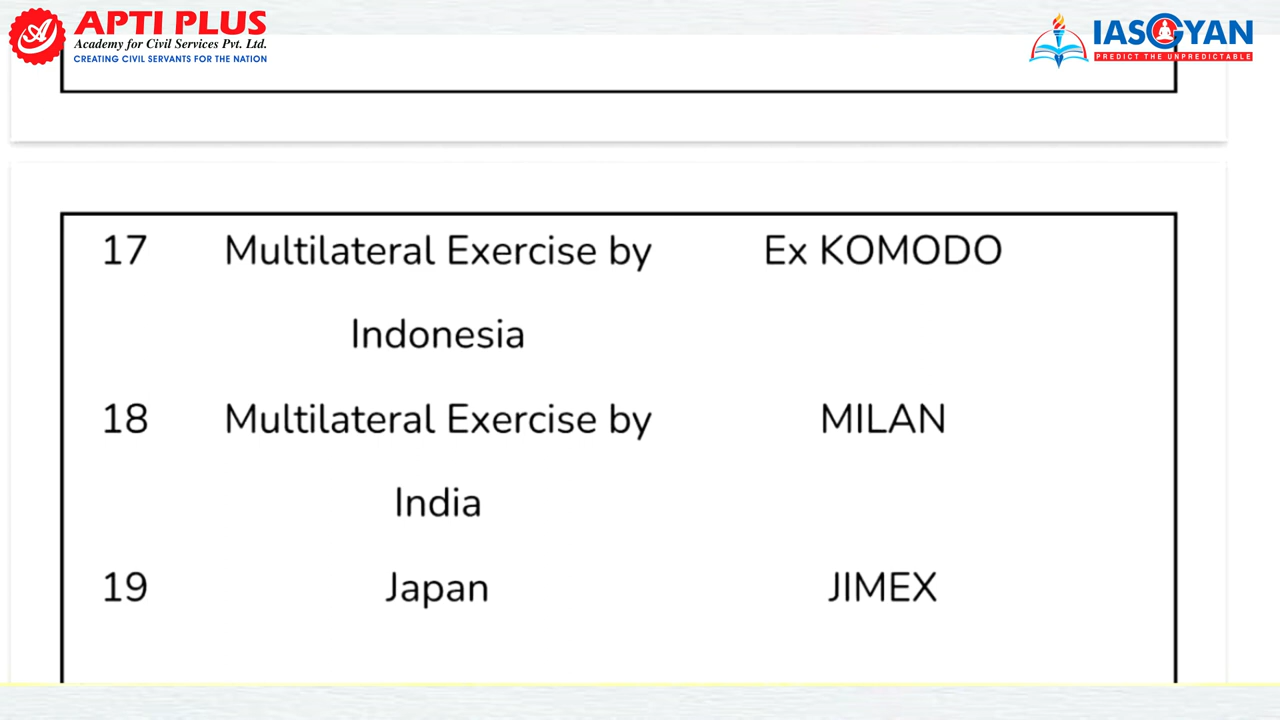 APTI PLUS
Academy for Civil Services Pvt. Ltd.
CREATING CIVIL SERVANTS FOR THE NATION
IASGYAN
PREDICT THE UNPREDICTABLE
17 Multilateral Exercise by Ex KOMODO
Indonesia
18 Multilateral Exercise by MILAN
India
19 Japan JIMEX